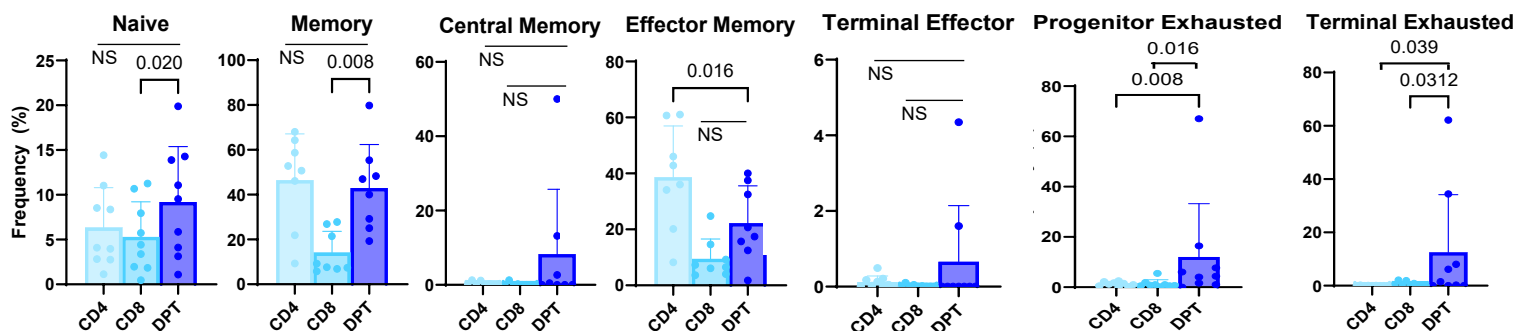 Naive
NS
0.020
25
20
15
10
5
0
Frequency (%)
CD4
CD8
DPT
Memory
NS
0.008
100
80
60
40
20
0
CD4
CD8
DPT
Central Memory
NS
NS
60
40
20
0
CD4
CD8
DPT
Effector Memory
0.016
NS
80
60
40
20
0
CD4
CD8
DPT
Terminal Effector
NS
NS
6
4
2
0
CD4
CD8
DPT
Progenitor Exhausted
0.016
0.008
80
60
40
20
0
CD4
CD8
DPT
Terminal Exhausted
0.039
0.0312
80
60
40
20
0
CD4
CD8
DPT